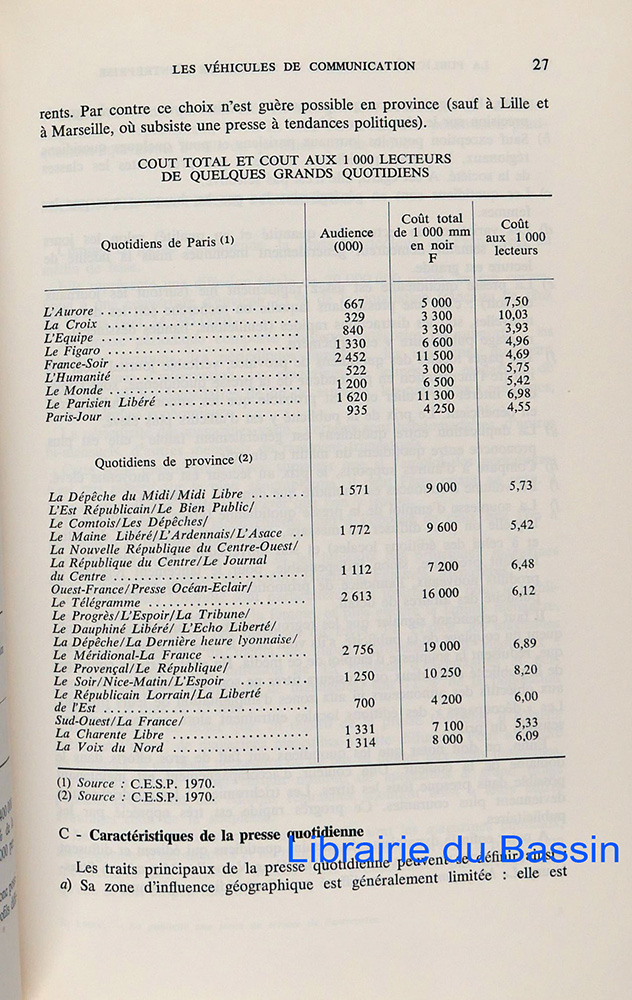 LES VÉHICULES DE COMMUNICATION 27
rents. Par contre ce choix n'est guère possible en province (sauf à Lille et
à Marseille, où subsiste une presse à tendances politiques).
COUT TOTAL ET COUT AUX 1 000 LECTEURS
DE QUELQUES GRANDS QUOTIDIENS
Quotidiens de Paris (1)
Audience
(000)
Coût total
de 1 000 mm
en noir
F
Coût
aux 1 000
lecteurs
L'Aurore 667 5 000 7,50
La Croix 329 3 300 10,03
L'Equipe 840 3 300 3,93
Le Figaro 1 330 6 600 4,96
France-Soir 2 452 11 500 4,69
L'Humanité 522 3 000 5,75
Le Monde 1 200 6 500 5,42
Le Parisien Libéré 1 620 11 300 6,98
Paris-Jour 935 4 250 4,55
Quotidiens de province (2)
La Dépêche du Midi/Midi Libre 1 571 9 000 5,73
L'Est Républicain/Le Bien Public/
Le Comtois/Les Dépêches/
Le Maine Libéré/L'Ardennais/L'Asace 1 772 9 600 5,42
La Nouvelle République du Centre-Ouest/
La République du Centre/Le Journal
du Centre 1 112 7 200 6,48
Ouest-France/Presse Océan-Eclair/
Le Télégramme 2 613 16 000 6,12
Le Progrès/L'Espoir/La Tribune/
Le Dauphiné Libéré/ L'Echo Liberté/
La Dépêche/La Dernière heure lyonnaise/
Le Méridional-La France 2 756 19 000 6,89
Le Provençal/Le République/
Le Soir/Nice-Matin/L'Espoir 1 250 10 250 8,20
Le Républicain Lorrain/La Liberté
de l'Est 700 4 200 6,00
Sud-Ouest/La France/
La Charente Libre 1 331 7 100 5,33
La Voix du Nord 1 314 8 000 6,09
(1) Source : C.E.S.P. 1970.
(2) Source : C.E.S.P. 1970.
C - Caractéristiques de la presse quotidienne
Librairie du Bassin
Les traits principaux de la presse quotidienne peuvent se définir ainsi :
a) Sa zone d'influence géographique est généralement limitée : elle est